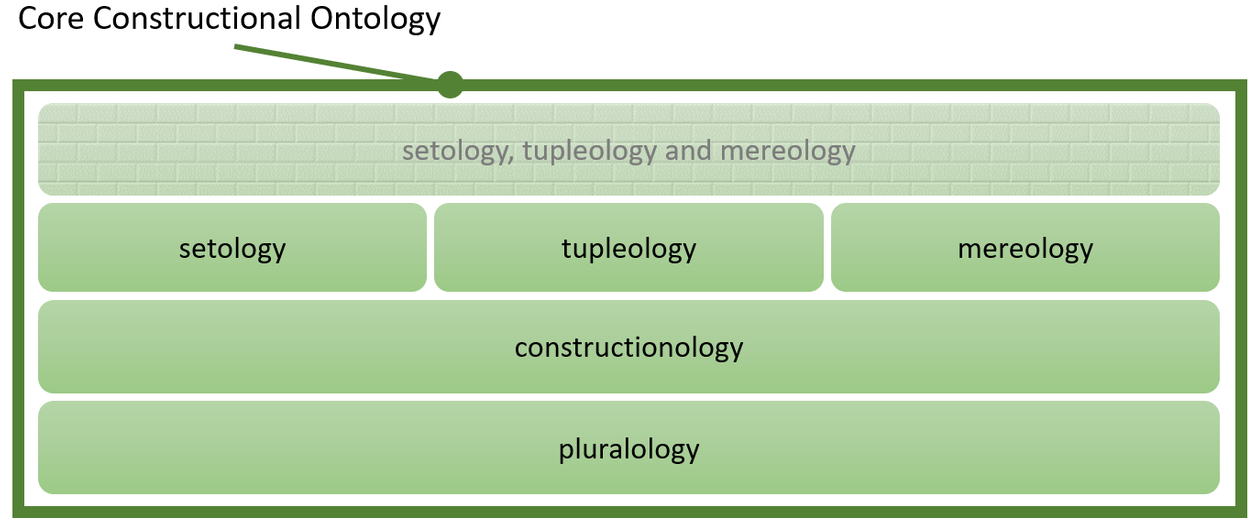 Core Constructional Ontology
setology, tupleology and mereology
setology
tupleology
mereology
constructionology
pluralology